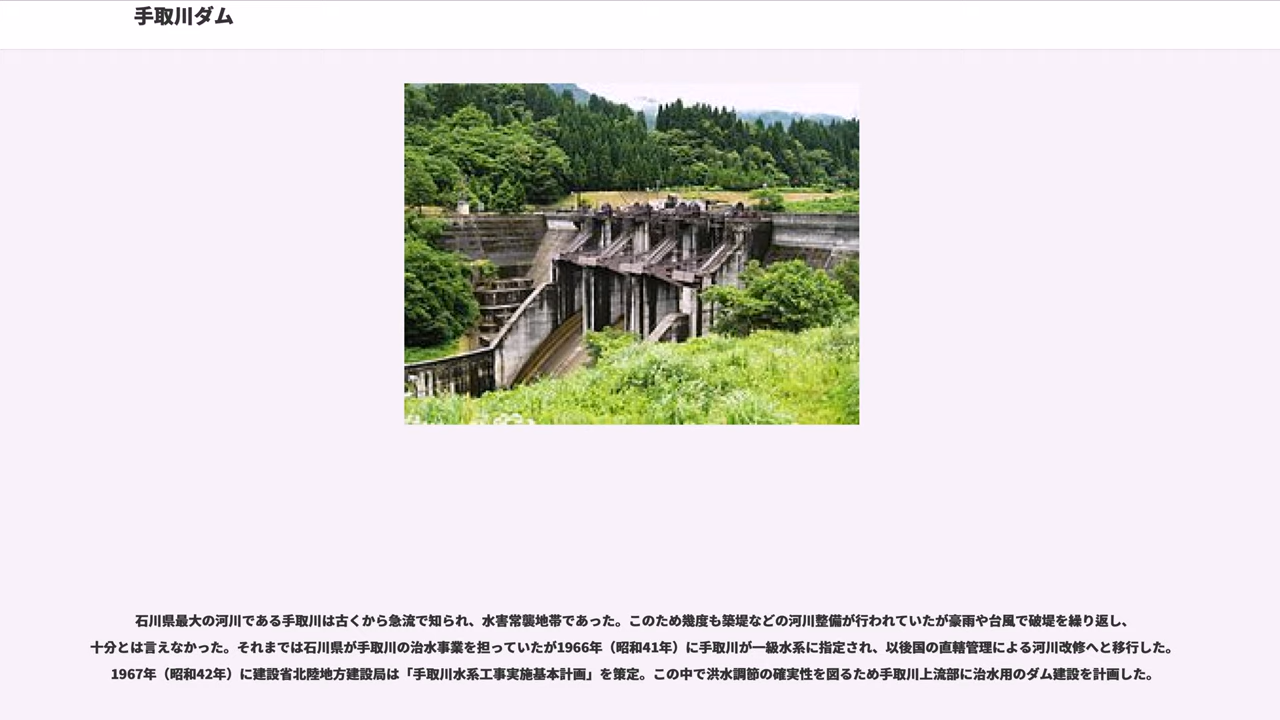 手取川ダム
石川県最大の河川である手取川は古くから急流で知られ、水害常襲地帯であった。このため幾度も築堤などの河川整備が行われていたが豪雨や台風で破堤を繰り返し、
十分とは言えなかった。それまでは石川県が手取川の治水事業を担っていたが1966年（昭和41年）に手取川が一級水系に指定され、以後国の直轄管理による河川改修へと移行した。
1967年（昭和42年）に建設省北陸地方建設局は「手取川水系工事実施基本計画」を策定。この中で洪水調節の確実性を図るため手取川上流部に治水用のダム建設を計画した。